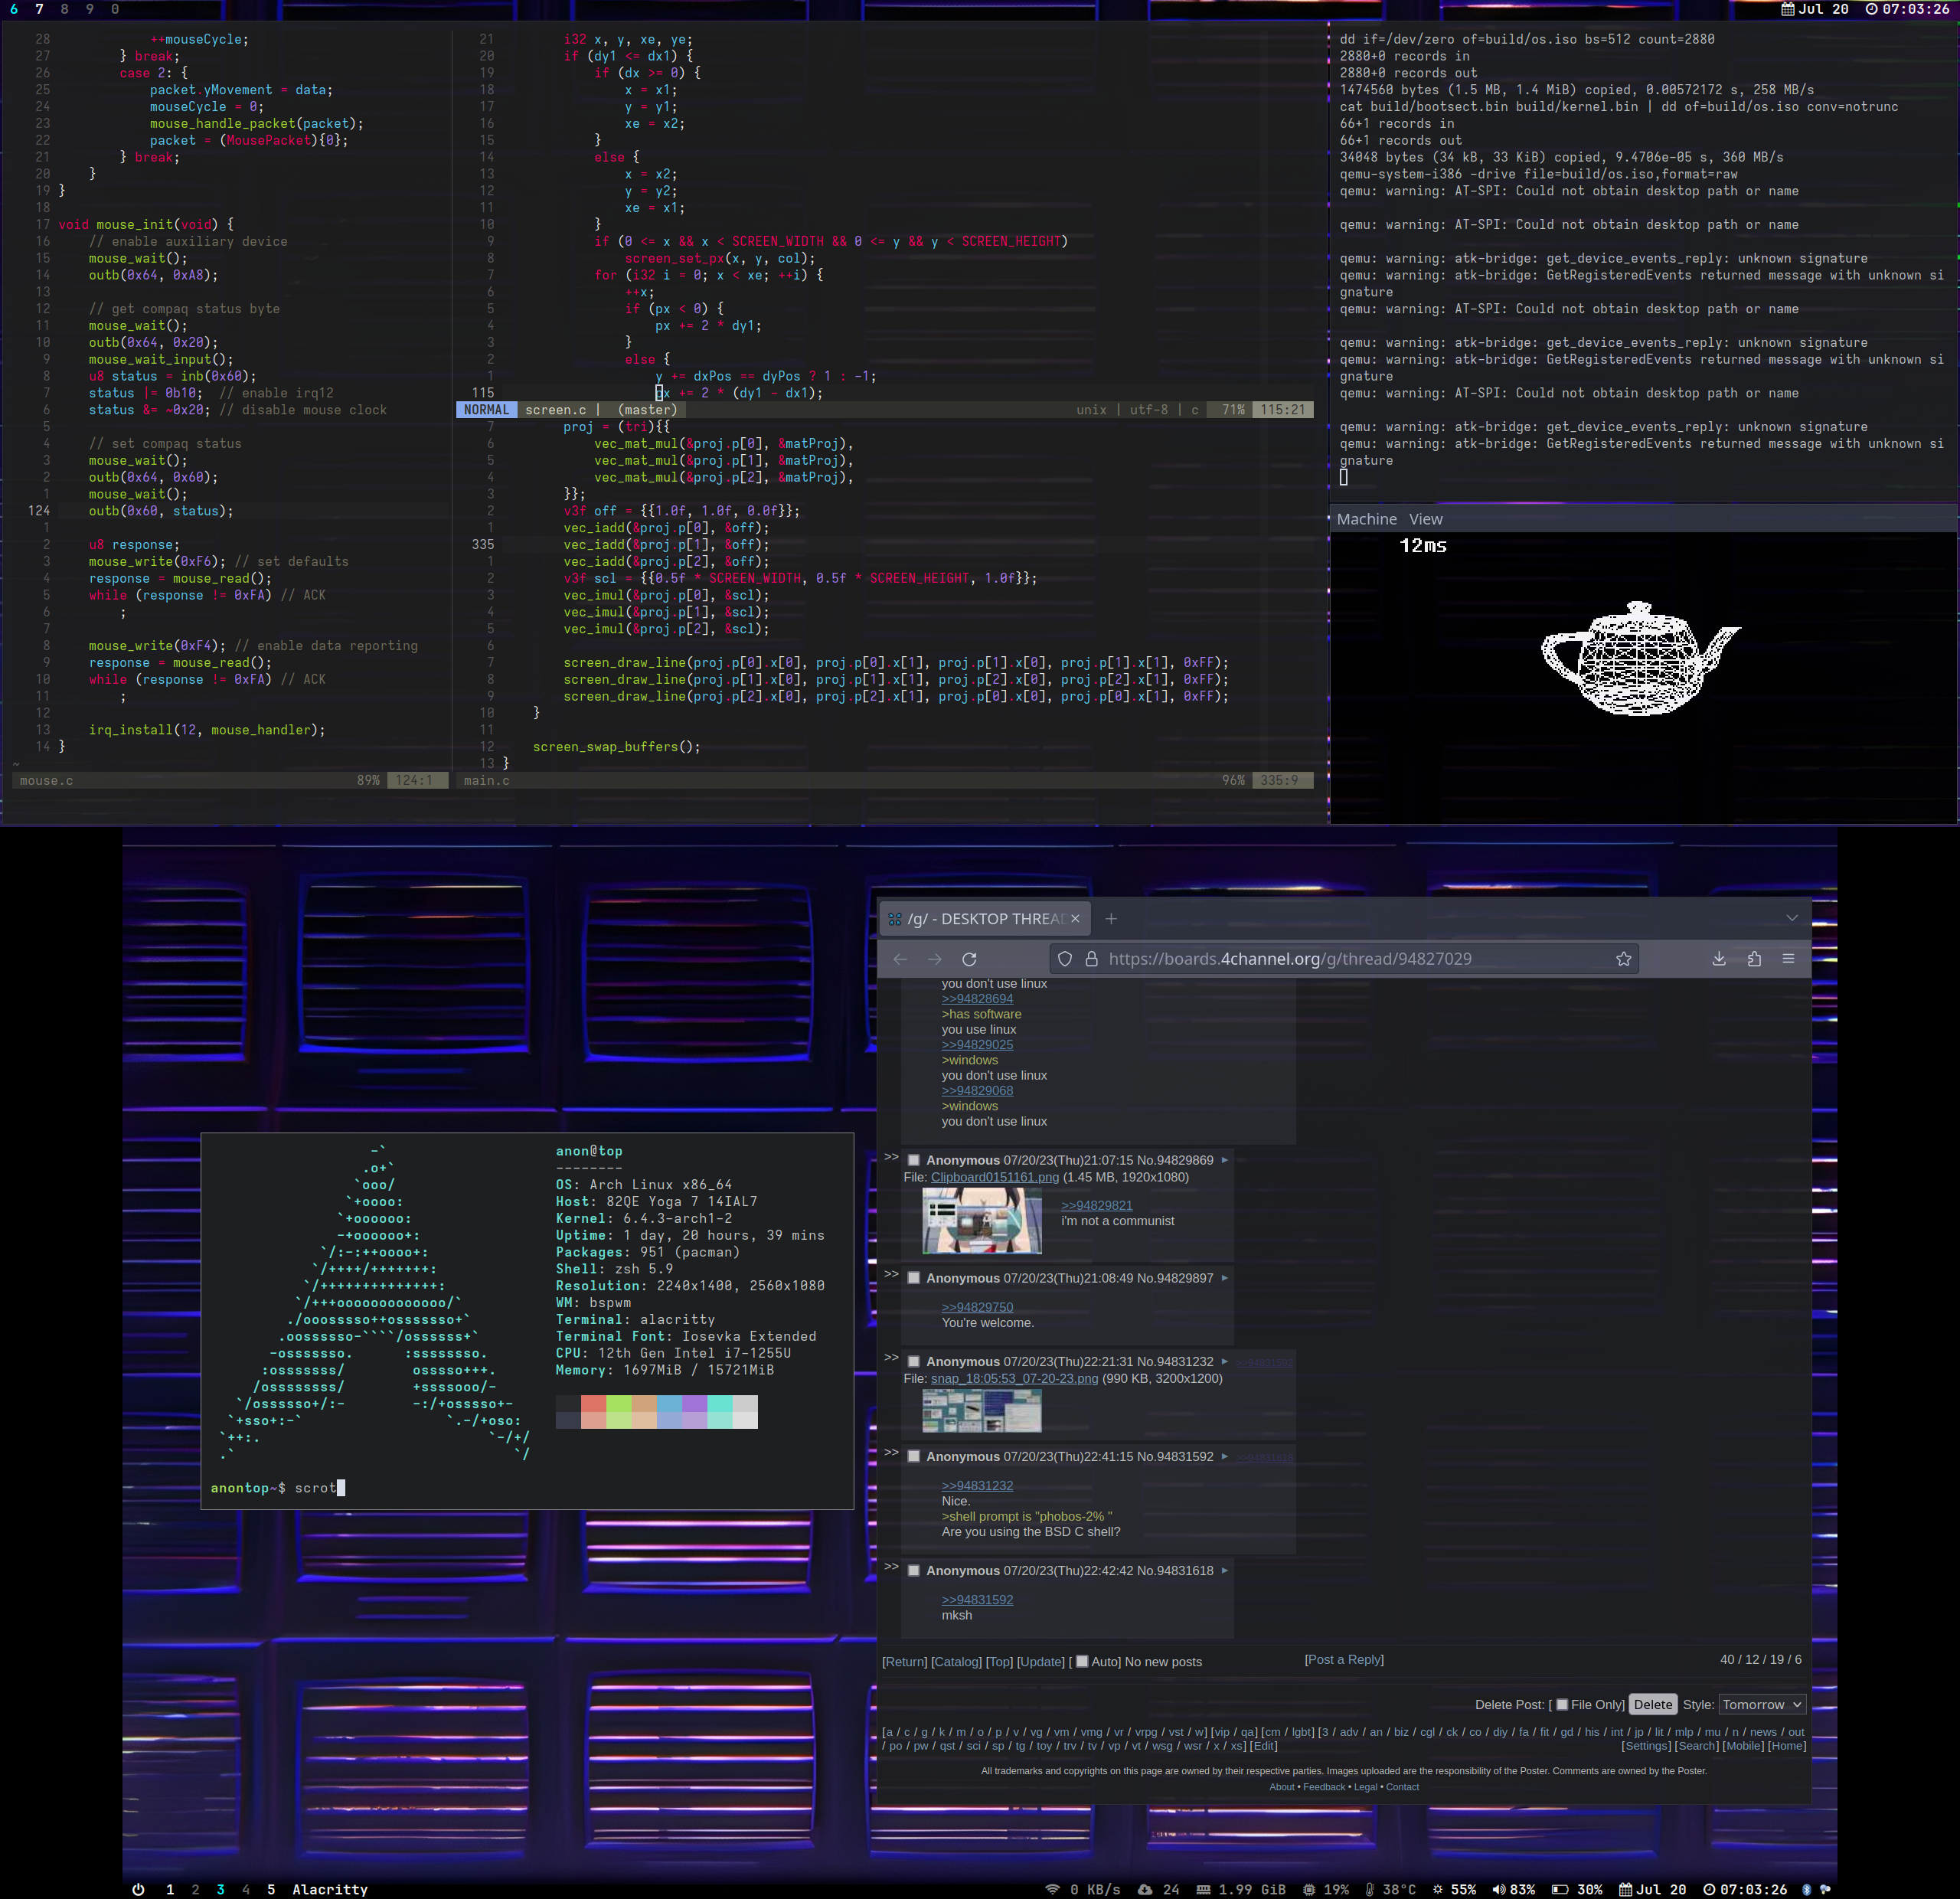 6 7 8 9 0
Jul 20 07:03:26
28 ++mouseCycle;
27 } break;
26 case 2: {
25 packet.yMovement = data;
24 mouseCycle = 0;
23 mouse_handle_packet(packet);
22 packet = (MousePacket){0};
21 } break;
20 }
19 }
18
17 void mouse_init(void) {
16 // enable auxiliary device
15 mouse_wait();
14 outb(0x64, 0xA8);
13
12 // get compaq status byte
11 mouse_wait();
10 outb(0x64, 0x20);
9 mouse_wait_input();
8 u8 status = inb(0x60);
7 status |= 0b10; // enable irq12
6 status &= ~0x20; // disable mouse clock
5
4 // set compaq status
3 mouse_wait();
2 outb(0x64, 0x60);
1 mouse_wait();
124 outb(0x60, status);
1
2 u8 response;
3 mouse_write(0xF6); // set defaults
4 response = mouse_read();
5 while (response != 0xFA) // ACK
6 ;
7
8 mouse_write(0xF4); // enable data reporting
9 response = mouse_read();
10 while (response != 0xFA) // ACK
11 ;
12
13 irq_install(12, mouse_handler);
14 }
~
mouse.c 89% 124:1
21 i32 x, y, xe, ye;
20 if (dy1 <= dx1) {
19 if (dx >= 0) {
18 x = x1;
17 y = y1;
16 xe = x2;
15 }
14 else {
13 x = x2;
12 y = y2;
11 xe = x1;
10 }
9 if (0 <= x && x < SCREEN_WIDTH && 0 <= y && y < SCREEN_HEIGHT)
8 screen_set_px(x, y, col);
7 for (i32 i = 0; x < xe; ++i) {
6 ++x;
5 if (px < 0) {
4 px += 2 * dy1;
3 }
2 else {
1 y += dxPos == dyPos ? 1 : -1;
115 px += 2 * (dy1 - dx1);
NORMAL screen.c | (master) unix | utf-8 | c 71% 115:21
7 proj = (tri){{
6 vec_mat_mul(&proj.p[0], &matProj),
5 vec_mat_mul(&proj.p[1], &matProj),
4 vec_mat_mul(&proj.p[2], &matProj),
3 }};
2 v3f off = {{1.0f, 1.0f, 0.0f}};
1 vec_iadd(&proj.p[0], &off);
335 vec_iadd(&proj.p[1], &off);
1 vec_iadd(&proj.p[2], &off);
2 v3f scl = {{0.5f * SCREEN_WIDTH, 0.5f * SCREEN_HEIGHT, 1.0f}};
3 vec_imul(&proj.p[0], &scl);
4 vec_imul(&proj.p[1], &scl);
5 vec_imul(&proj.p[2], &scl);
6
7 screen_draw_line(proj.p[0].x[0], proj.p[0].x[1], proj.p[1].x[0], proj.p[1].x[1], 0xFF);
8 screen_draw_line(proj.p[1].x[0], proj.p[1].x[1], proj.p[2].x[0], proj.p[2].x[1], 0xFF);
9 screen_draw_line(proj.p[2].x[0], proj.p[2].x[1], proj.p[0].x[0], proj.p[0].x[1], 0xFF);
10 }
11
12 screen_swap_buffers();
13 }
main.c 96% 335:9
dd if=/dev/zero of=build/os.iso bs=512 count=2880
2880+0 records in
2880+0 records out
1474560 bytes (1.5 MB, 1.4 MiB) copied, 0.00572172 s, 258 MB/s
cat build/bootsect.bin build/kernel.bin | dd of=build/os.iso conv=notrunc
66+1 records in
66+1 records out
34048 bytes (34 kB, 33 KiB) copied, 9.4706e-05 s, 360 MB/s
qemu-system-i386 -drive file=build/os.iso,format=raw
qemu: warning: AT-SPI: Could not obtain desktop path or name
qemu: warning: AT-SPI: Could not obtain desktop path or name
qemu: warning: atk-bridge: get_device_events_reply: unknown signature
qemu: warning: atk-bridge: GetRegisteredEvents returned message with unknown si
gnature
qemu: warning: AT-SPI: Could not obtain desktop path or name
qemu: warning: atk-bridge: get_device_events_reply: unknown signature
qemu: warning: atk-bridge: GetRegisteredEvents returned message with unknown si
gnature
qemu: warning: AT-SPI: Could not obtain desktop path or name
qemu: warning: atk-bridge: get_device_events_reply: unknown signature
qemu: warning: atk-bridge: GetRegisteredEvents returned message with unknown si
gnature
Machine View
12ms
anon@top
--------
OS: Arch Linux x86_64
Host: 82QE Yoga 7 14IAL7
Kernel: 6.4.3-arch1-2
Uptime: 1 day, 20 hours, 39 mins
Packages: 951 (pacman)
Shell: zsh 5.9
Resolution: 2240x1400, 2560x1080
WM: bspwm
Terminal: alacritty
Terminal Font: Iosevka Extended
CPU: 12th Gen Intel i7-1255U
Memory: 1697MiB / 15721MiB
anontop~$ scrot
/g/ - DESKTOP THREAD
https://boards.4channel.org/g/thread/94827029
you don't use linux
>>94828694
>has software
you use linux
>>94829025
>windows
you don't use linux
>>94829068
>windows
you don't use linux
>> Anonymous 07/20/23(Thu)21:07:15 No.94829869
File: Clipboard0151161.png (1.45 MB, 1920x1080)
>>94829821
i'm not a communist
>> Anonymous 07/20/23(Thu)21:08:49 No.94829897
>>94829750
You're welcome.
>> Anonymous 07/20/23(Thu)22:21:31 No.94831232 >>94831592
File: snap_18:05:53_07-20-23.png (990 KB, 3200x1200)
>> Anonymous 07/20/23(Thu)22:41:15 No.94831592 >>94831618
>>94831232
Nice.
>shell prompt is "phobos-2% "
Are you using the BSD C shell?
>> Anonymous 07/20/23(Thu)22:42:42 No.94831618
>>94831592
mksh
[Return] [Catalog] [Top] [Update] [ Auto] No new posts [Post a Reply] 40 / 12 / 19 / 6
Delete Post: [ File Only] Delete Style: Tomorrow
[a / c / g / k / m / o / p / v / vg / vm / vmg / vr / vrpg / vst / w] [vip / qa] [cm / lgbt] [3 / adv / an / biz / cgl / ck / co / diy / fa / fit / gd / his / int / jp / lit / mlp / mu / n / news / out
/ po / pw / qst / sci / sp / tg / toy / trv / tv / vp / vt / wsg / wsr / x / xs] [Edit] [Settings] [Search] [Mobile] [Home]
All trademarks and copyrights on this page are owned by their respective parties. Images uploaded are the responsibility of the Poster. Comments are owned by the Poster.
About • Feedback • Legal • Contact
1 2 3 4 5 Alacritty
0 KB/s 24 1.99 GiB 19% 38°C 55% 83% 30% Jul 20 07:03:26